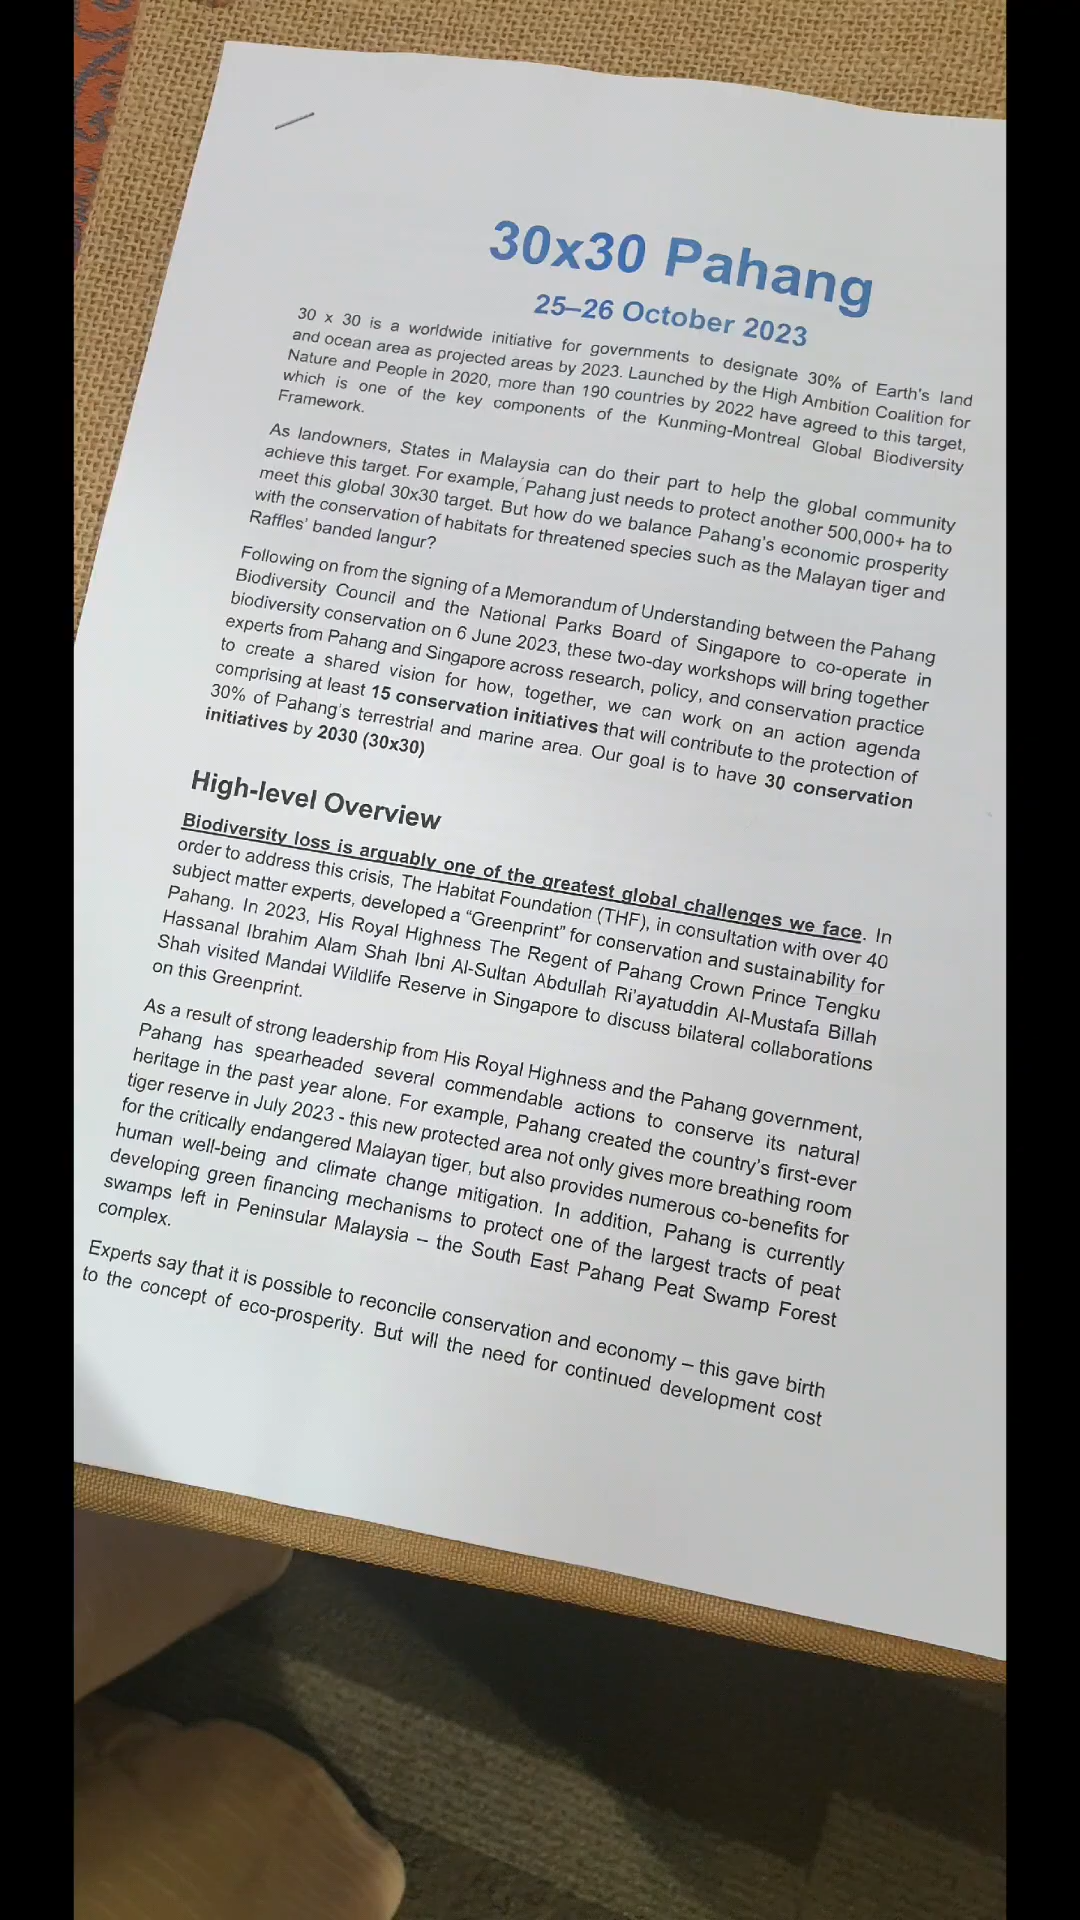 30x30 Pahang
25–26 October 2023
30 x 30 is a worldwide initiative for governments to designate 30% of Earth's land
and ocean area as projected areas by 2023. Launched by the High Ambition Coalition for
Nature and People in 2020, more than 190 countries by 2022 have agreed to this target,
which is one of the key components of the Kunming-Montreal Global Biodiversity
Framework.
As landowners, States in Malaysia can do their part to help the global community
achieve this target. For example, Pahang just needs to protect another 500,000+ ha to
meet this global 30x30 target. But how do we balance Pahang's economic prosperity
with the conservation of habitats for threatened species such as the Malayan tiger and
Raffles' banded langur?
Following on from the signing of a Memorandum of Understanding between the Pahang
Biodiversity Council and the National Parks Board of Singapore to co-operate in
biodiversity conservation on 6 June 2023, these two-day workshops will bring together
experts from Pahang and Singapore across research, policy, and conservation practice
to create a shared vision for how, together, we can work on an action agenda
comprising at least 15 conservation initiatives that will contribute to the protection of
30% of Pahang's terrestrial and marine area. Our goal is to have 30 conservation
initiatives by 2030 (30x30)
High-level Overview
Biodiversity loss is arguably one of the greatest global challenges we face. In
order to address this crisis, The Habitat Foundation (THF), in consultation with over 40
subject matter experts, developed a “Greenprint” for conservation and sustainability for
Pahang. In 2023, His Royal Highness The Regent of Pahang Crown Prince Tengku
Hassanal Ibrahim Alam Shah Ibni Al-Sultan Abdullah Ri'ayatuddin Al-Mustafa Billah
Shah visited Mandai Wildlife Reserve in Singapore to discuss bilateral collaborations
on this Greenprint.
As a result of strong leadership from His Royal Highness and the Pahang government,
Pahang has spearheaded several commendable actions to conserve its natural
heritage in the past year alone. For example, Pahang created the country's first-ever
tiger reserve in July 2023 - this new protected area not only gives more breathing room
for the critically endangered Malayan tiger, but also provides numerous co-benefits for
human well-being and climate change mitigation. In addition, Pahang is currently
developing green financing mechanisms to protect one of the largest tracts of peat
swamps left in Peninsular Malaysia – the South East Pahang Peat Swamp Forest
complex.
Experts say that it is possible to reconcile conservation and economy – this gave birth
to the concept of eco-prosperity. But will the need for continued development cost